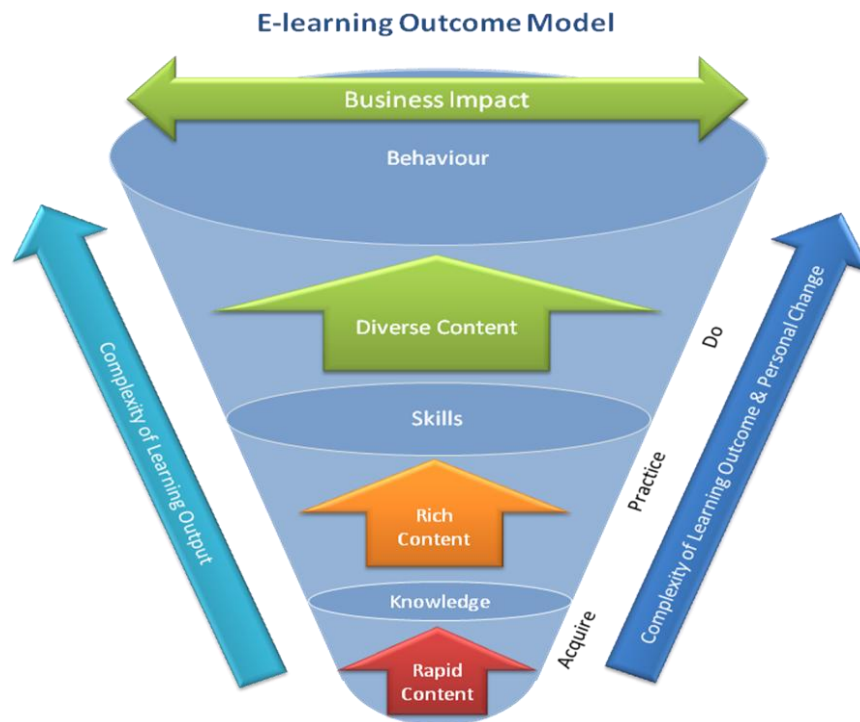 E-learning Outcome Model
Business Impact
Behaviour
Diverse Content
Skills
Rich
Content
Knowledge
Rapid
Content
Complexity of Learning Output
Do
Practice
Acquire
Complexity of Learning Outcome & Personal Change